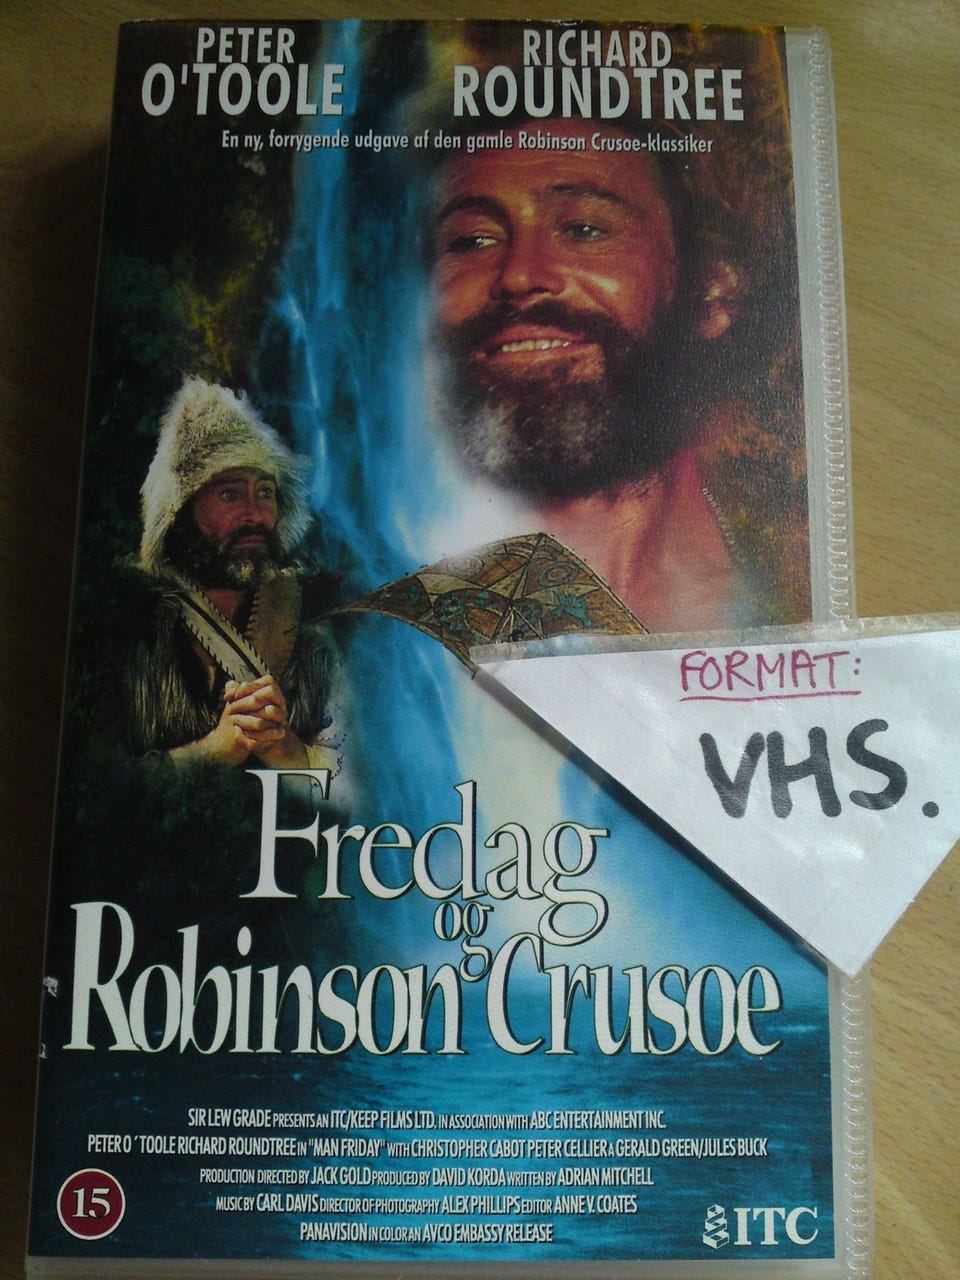 PETER
O'TOOLE
RICHARD
ROUNDTREE
En ny, forrygende udgave af den gamle Robinson Crusoe-klassiker
FORMAT:
VHS.
Fredag
og
Robinson Crusoe
SIR LEW GRADE PRESENTS AN ITC/KEEP FILMS LTD. IN ASSOCIATION WITH ABC ENTERTAINMENT INC.
PETER O´TOOLE RICHARD ROUNDTREE IN "MAN FRIDAY" WITH CHRISTOPHER CABOT PETER CELLIER A GERALD GREEN/JULES BUCK
PRODUCTION DIRECTED BY JACK GOLD PRODUCED BY DAVID KORDA WRITTEN BY ADRIAN MITCHELL
MUSIC BY CARL DAVIS DIRECTOR OF PHOTOGRAPHY ALEX PHILLIPS EDITOR ANNE V. COATES
PANAVISION IN COLOR AN AVCO EMBASSY RELEASE
15
ITC